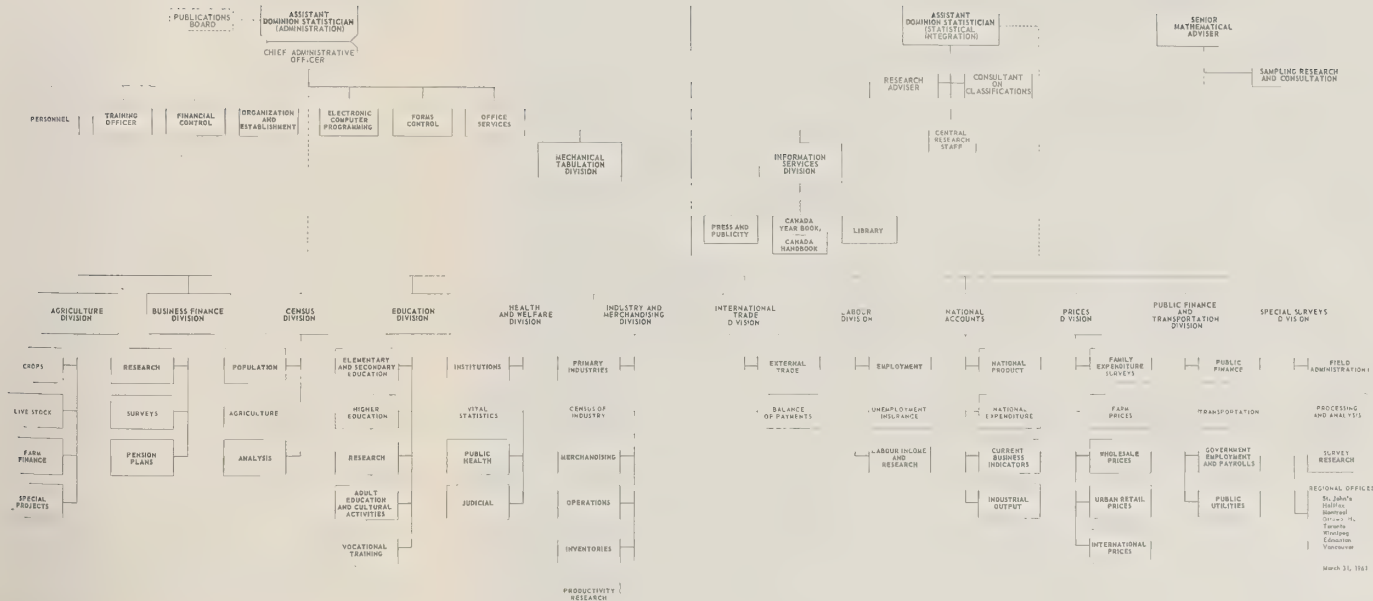 PUBLICATIONS
BOARD
ASSISTANT
DOMINION STATISTICIAN
(ADMINISTRATION)
CHIEF ADMINISTRATIVE
OFFICER
ASSISTANT
DOMINION STATISTICIAN
(STATISTICAL
INTEGRATION)
SENIOR
MATHEMATICAL
ADVISER
RESEARCH
ADVISER
CONSULTANT
ON
CLASSIFICATIONS
SAMPLING RESEARCH
AND CONSULTATION
PERSONNEL
TRAINING
OFFICER
FINANCIAL
CONTROL
ORGANIZATION
AND
ESTABLISHMENT
ELECTRONIC
COMPUTER
PROGRAMMING
FORMS
CONTROL
OFFICE
SERVICES
CENTRAL
RESEARCH
STAFF
MECHANICAL
TABULATION
DIVISION
INFORMATION
SERVICES
DIVISION
PRESS AND
PUBLICITY
CANADA
YEAR BOOK,
CANADA
HANDBOOK
LIBRARY
AGRICULTURE
DIVISION
CROPS
LIVE STOCK
FARM
FINANCE
SPECIAL
PROJECTS
BUSINESS FINANCE
DIVISION
RESEARCH
SURVEYS
PENSION
PLANS
CENSUS
DIVISION
POPULATION
AGRICULTURE
ANALYSIS
EDUCATION
DIVISION
ELEMENTARY
AND SECONDARY
EDUCATION
HIGHER
EDUCATION
RESEARCH
ADULT
EDUCATION
AND CULTURAL
ACTIVITIES
VOCATIONAL
TRAINING
HEALTH
AND WELFARE
DIVISION
INSTITUTIONS
VITAL
STATISTICS
PUBLIC
HEALTH
JUDICIAL
INDUSTRY AND
MERCHANDISING
DIVISION
PRIMARY
INDUSTRIES
CENSUS OF
INDUSTRY
MERCHANDISING
OPERATIONS
INVENTORIES
PRODUCTIVITY
RESEARCH
INTERNATIONAL
TRADE
DIVISION
EXTERNAL
TRADE
BALANCE
OF PAYMENTS
LABOUR
DIVISION
EMPLOYMENT
UNEMPLOYMENT
INSURANCE
LABOUR INCOME
AND
RESEARCH
NATIONAL
ACCOUNTS
NATIONAL
PRODUCT
NATIONAL
EXPENDITURE
CURRENT
BUSINESS
INDICATORS
INDUSTRIAL
OUTPUT
PRICES
DIVISION
FAMILY
EXPENDITURE
SURVEYS
FARM
PRICES
WHOLESALE
PRICES
URBAN RETAIL
PRICES
INTERNATIONAL
PRICES
PUBLIC FINANCE
AND
TRANSPORTATION
DIVISION
PUBLIC
FINANCE
TRANSPORTATION
GOVERNMENT
EMPLOYMENT
AND PAYROLLS
PUBLIC
UTILITIES
SPECIAL SURVEYS
DIVISION
FIELD
ADMINISTRATION
PROCESSING
AND ANALYSIS
SURVEY
RESEARCH
REGIONAL OFFICES
St. John's
Halifax
Montreal
Ottawa
Toronto
Winnipeg
Edmonton
Vancouver
March 31, 1961